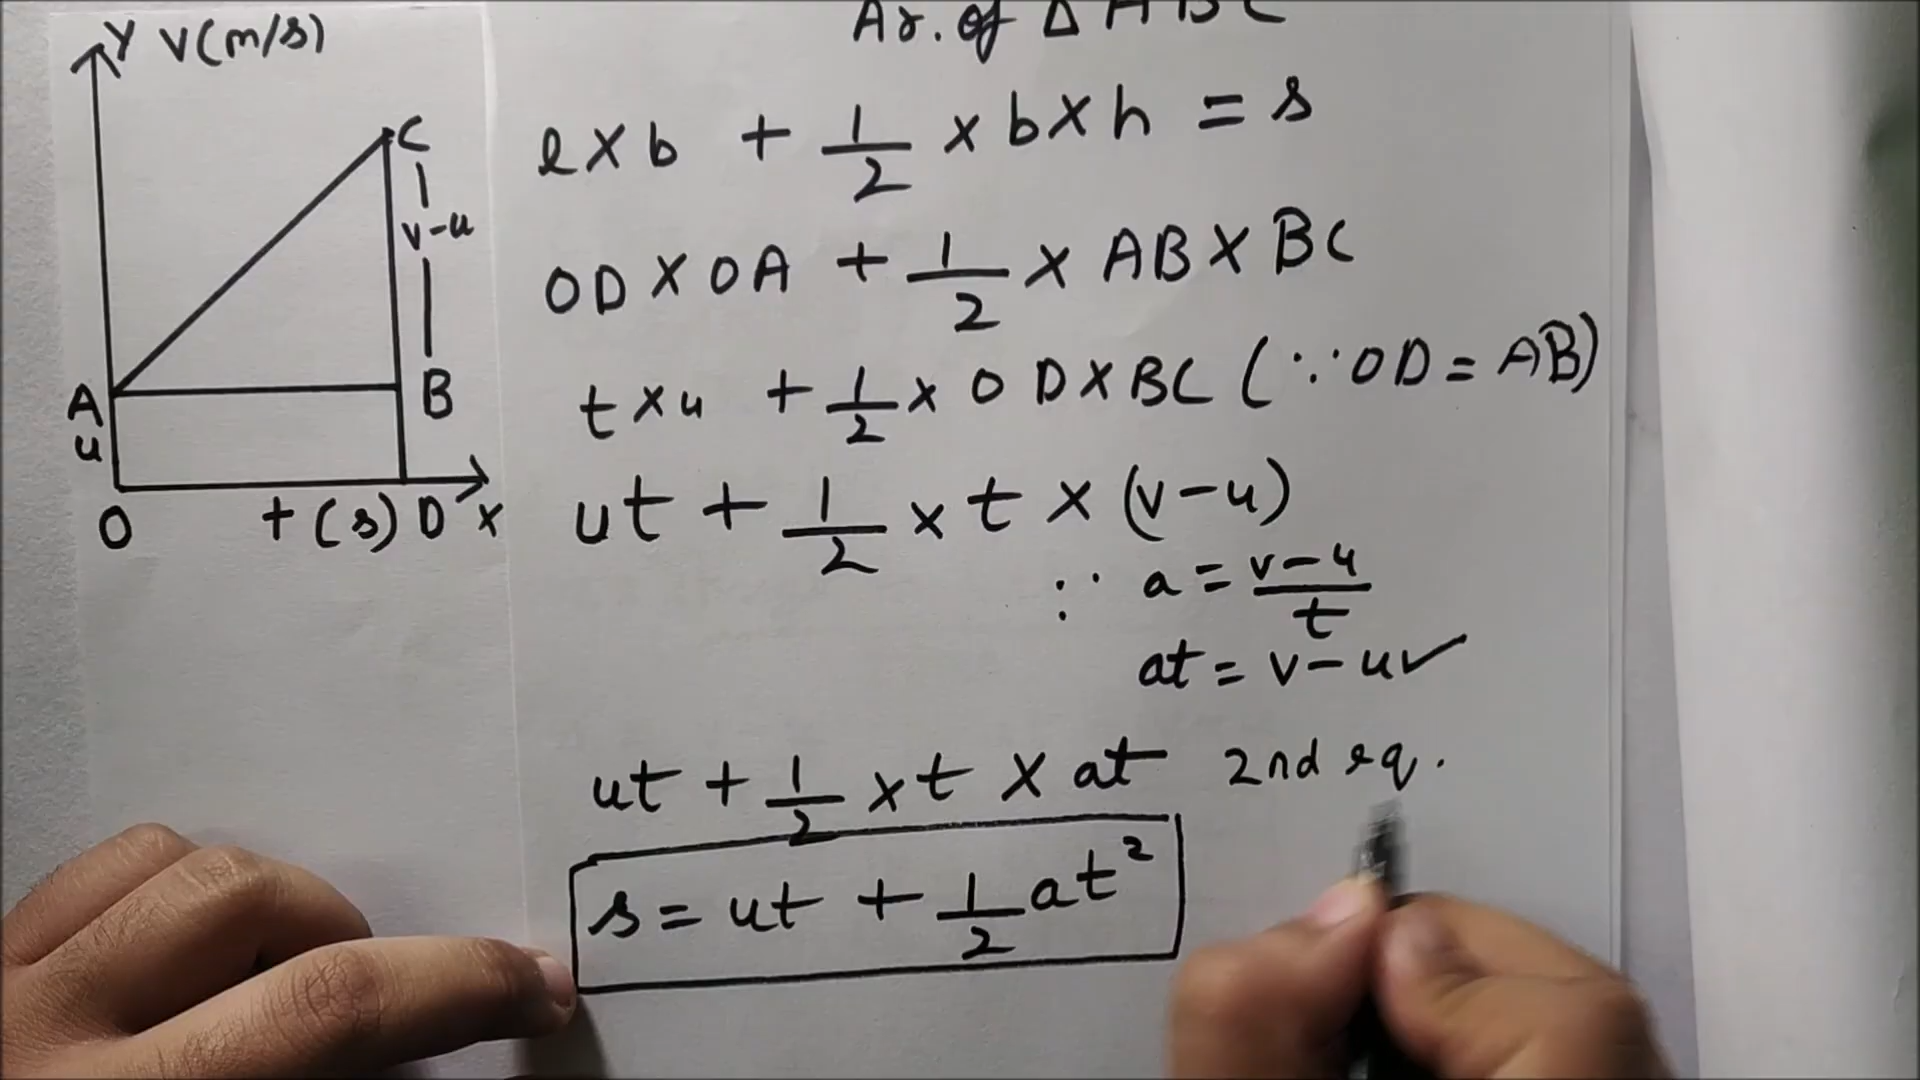 Y V(m/s)
C
v-u
A
B
u
O
t(s) D X
Ar. of Δ ABC
l×b + 1/2 ×b×h = s
OD×OA + 1/2 × AB×BC
t×u + 1/2 × OD×BC (∵OD = AB)
ut + 1/2 × t × (v-u)
∵ a = v-u/t
at = v-u✓
ut + 1/2 ×t × at 2nd eq.
s = ut + 1/2 at²